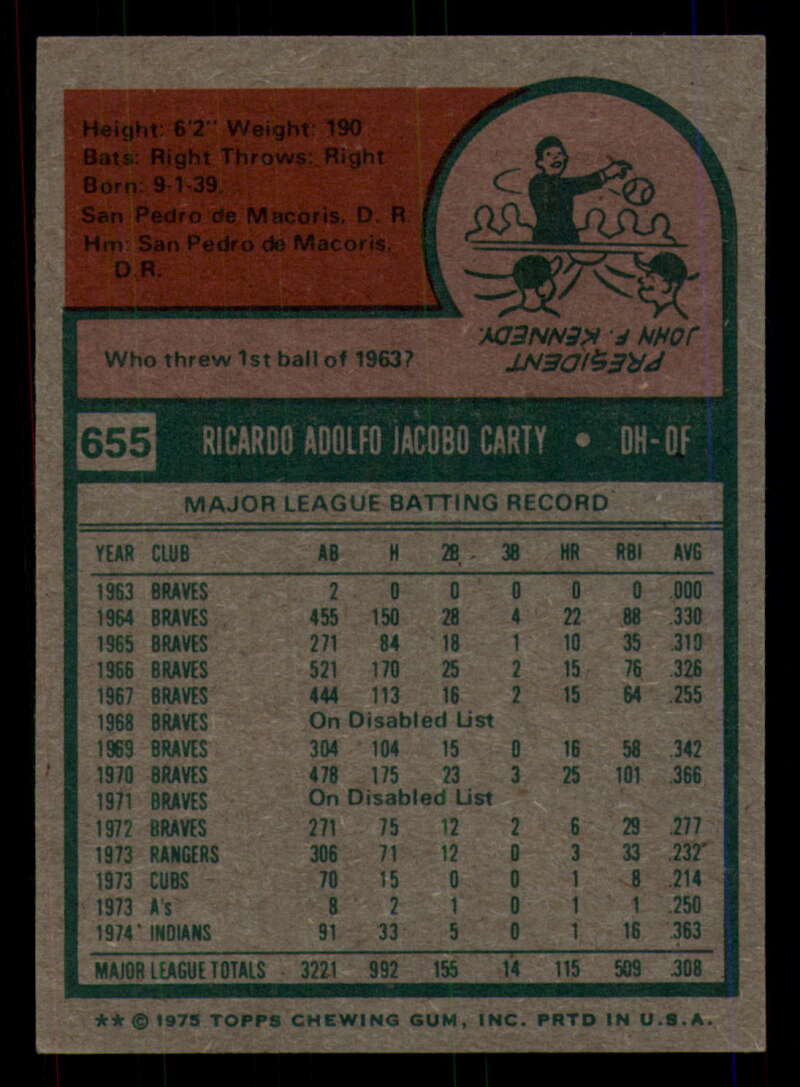 Height: 6'2" Weight: 190
Bats: Right Throws: Right
Born: 9-1-39,
San Pedro de Macoris, D. R.
Hm: San Pedro de Macoris,
D.R.
Who threw 1st ball of 1963?
PRESIDENT
JOHN F. KENNEDY.
655 RICARDO ADOLFO JACOBO CARTY • DH-OF
MAJOR LEAGUE BATTING RECORD
YEAR CLUB AB H 2B 3B HR RBI AVG
1963 BRAVES 2 0 0 0 0 0 .000
1964 BRAVES 455 150 28 4 22 88 .330
1965 BRAVES 271 84 18 1 10 35 .310
1966 BRAVES 521 170 25 2 15 76 .326
1967 BRAVES 444 113 16 2 15 64 .255
1968 BRAVES On Disabled List
1969 BRAVES 304 104 15 0 16 58 .342
1970 BRAVES 478 175 23 3 25 101 .366
1971 BRAVES On Disabled List
1972 BRAVES 271 75 12 2 6 29 .277
1973 RANGERS 306 71 12 0 3 33 .232
1973 CUBS 70 15 0 0 1 8 .214
1973 A's 8 2 1 0 1 1 .250
1974 INDIANS 91 33 5 0 1 16 .363
MAJOR LEAGUE TOTALS 3221 992 155 14 115 509 .308
** © 1975 TOPPS CHEWING GUM, INC. PRTD IN U.S.A.